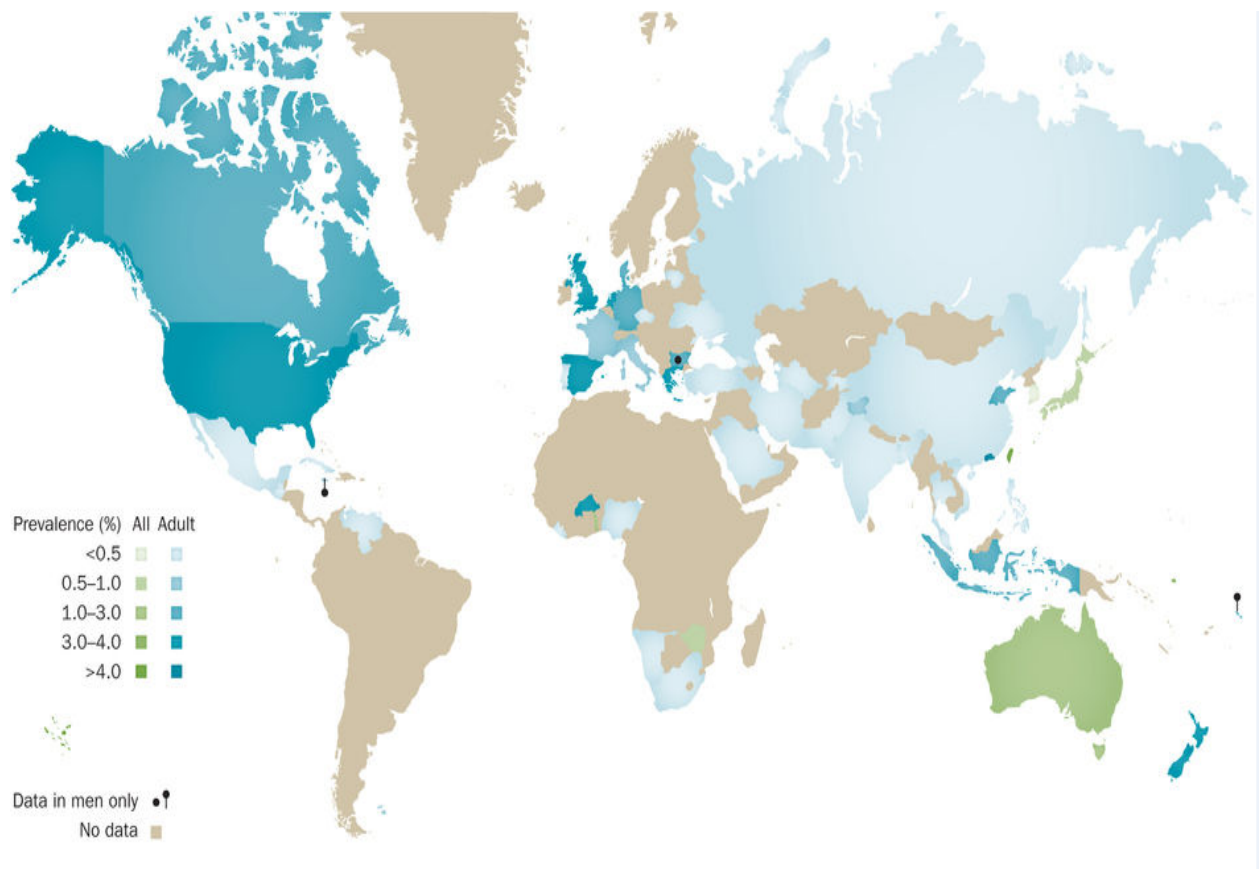 Prevalence (%) All Adult
<0.5
0.5–1.0
1.0–3.0
3.0–4.0
>4.0
Data in men only
No data